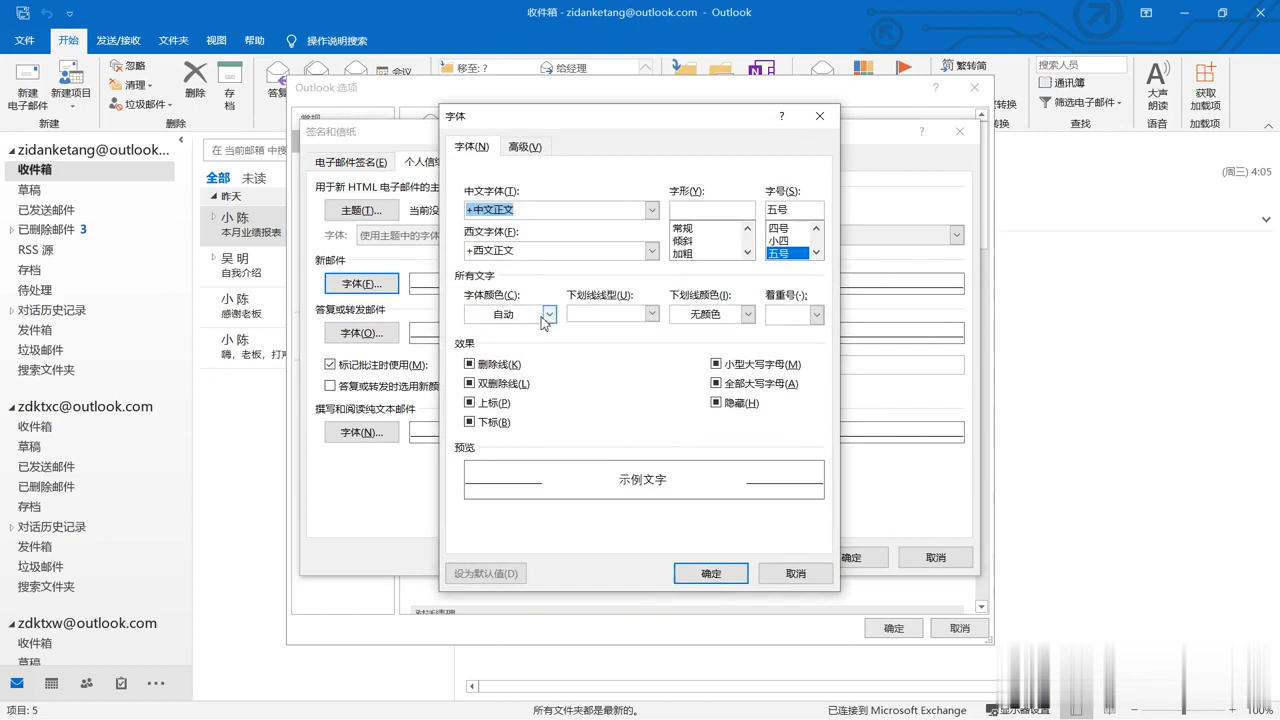 收件箱 - zidanketang@outlook.com - Outlook
文件 开始 发送/接收 文件夹 视图 帮助 操作说明搜索
新建
电子邮件
新建项目
新建
忽略
清理
垃圾邮件
删除
存
档
删除
会议
移至: ?
给经理
繁转简
转换
搜索人员
通讯簿
筛选电子邮件
查找
大声
朗读
语音
获取
加载项
加载项
zidanketang@outlook...
收件箱
草稿
已发送邮件
已删除邮件 3
RSS 源
存档
待处理
对话历史记录
发件箱
垃圾邮件
搜索文件夹
zdktxc@outlook.com
收件箱
草稿
已发送邮件
已删除邮件
存档
对话历史记录
发件箱
垃圾邮件
搜索文件夹
zdktxw@outlook.com
收件箱
草稿
在当前邮箱中搜
全部 未读
昨天
小 陈
本月业绩报表
吴 明
自我介绍
小 陈
感谢老板
小 陈
嗨，老板，打
(周三) 4:05
Outlook 选项
签名和信纸
电子邮件签名(E)
个人信纸
用于新 HTML 电子邮件的主
主题(T)...
当前没
字体:
使用主题中的字体
新邮件
字体(F)...
答复或转发邮件
字体(O)...
标记批注时使用(M):
答复或转发时选用新颜
撰写和阅读纯文本邮件
字体(N)...
确定
取消
对话清理
确定
取消
字体
字体(N)
高级(V)
中文字体(T):
字形(Y):
字号(S):
+中文正文
五号
西文字体(F):
+西文正文
常规
倾斜
加粗
四号
小四
五号
所有文字
字体颜色(C):
下划线线型(U):
下划线颜色(I):
着重号(·):
自动
无颜色
效果
删除线(K)
双删除线(L)
上标(P)
下标(B)
小型大写字母(M)
全部大写字母(A)
隐藏(H)
预览
示例文字
设为默认值(D)
确定
取消
项目: 5
所有文件夹都是最新的。
已连接到 Microsoft Exchange
显示器设置
100%